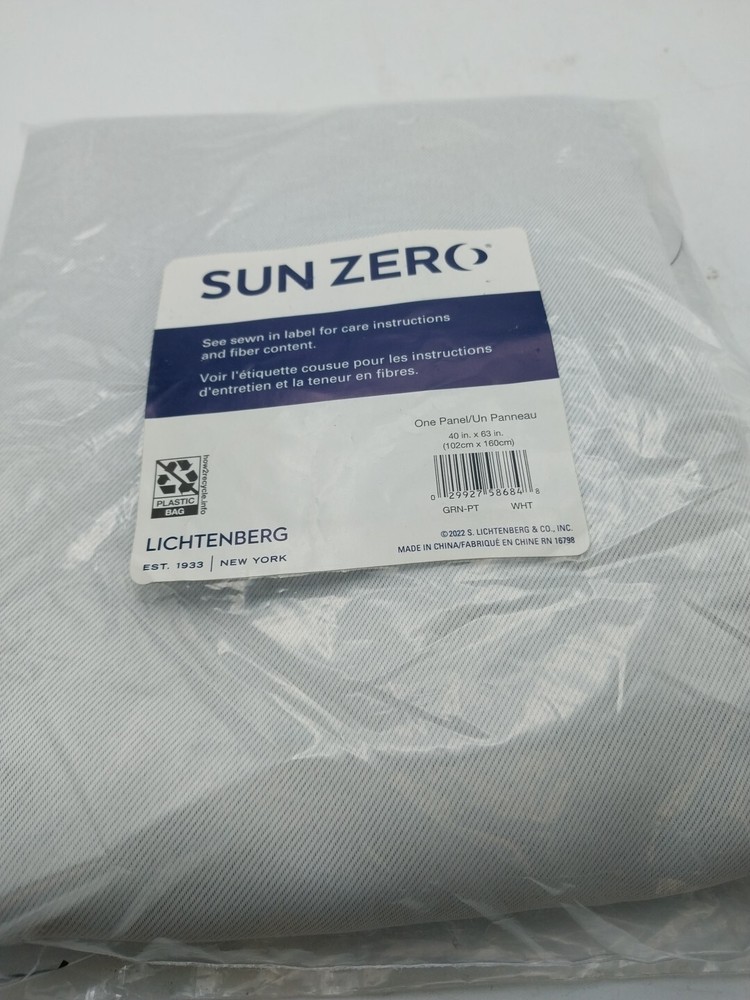 SUN ZERO®
See sewn in label for care instructions
and fiber content.
Voir l'étiquette cousue pour les instructions
d'entretien et la teneur en fibres.
One Panel/Un Panneau
40 in. x 63 in.
(102cm x 160cm)
how2recycle.info
PLASTIC
BAG
0 29927 58684 8
GRN-PT WHT
LICHTENBERG
EST. 1933 | NEW YORK
©2022 S. LICHTENBERG & CO., INC.
MADE IN CHINA/FABRIQUÉ EN CHINE RN 16798